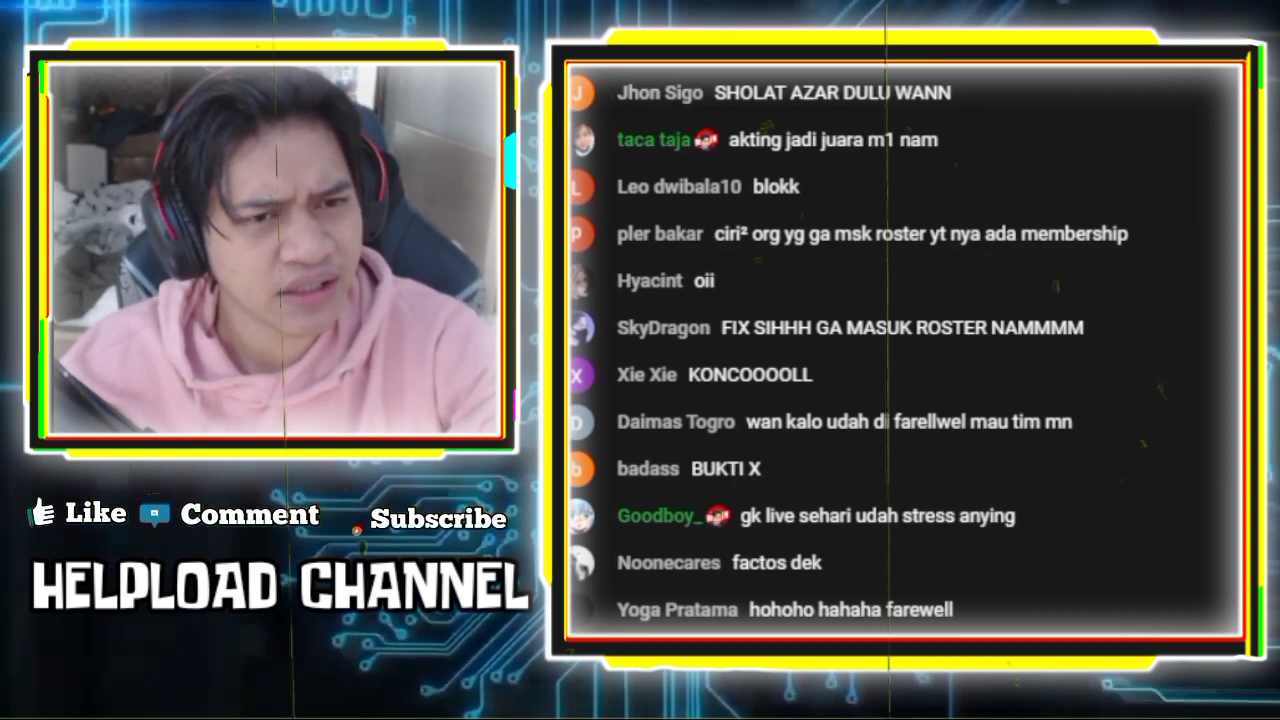 Jhon Sigo SHOLAT AZAR DULU WANN
taca taja akting jadi juara m1 nam
Leo dwibala10 blokk
pler bakar ciri² org yg ga msk roster yt nya ada membership
Hyacint oii
SkyDragon FIX SIHHH GA MASUK ROSTER NAMMMM
Xie Xie KONCOOOOLL
Daimas Togro wan kalo udah di farellwel mau tim mn
badass BUKTI X
Goodboy_ gk live sehari udah stress anying
Noonecares factos dek
Yoga Pratama hohoho hahaha farewell
Like Comment Subscribe
HELPLOAD CHANNEL